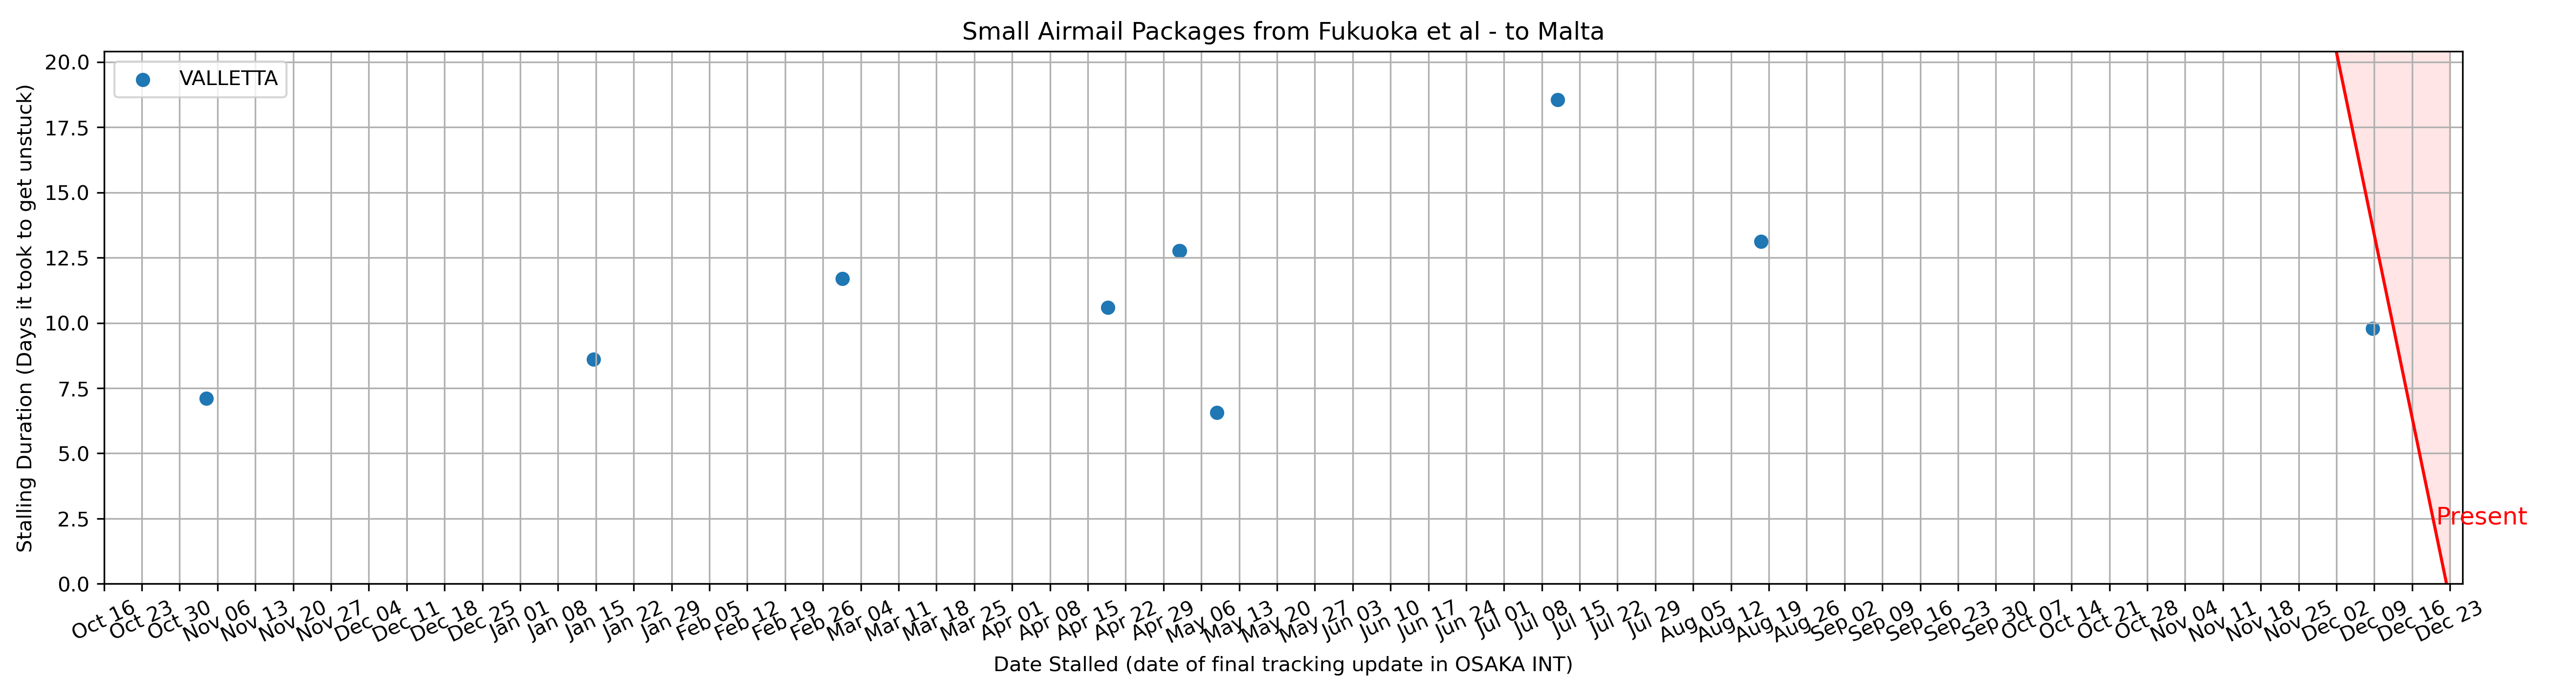 Small Airmail Packages from Fukuoka et al - to Malta
VALLETTA
Stalling Duration (Days it took to get unstuck)
20.0
17.5
15.0
12.5
10.0
7.5
5.0
2.5
0.0
Present
Oct 16 Oct 23 Oct 30 Nov 06 Nov 13 Nov 20 Nov 27 Dec 04 Dec 11 Dec 18 Dec 25 Jan 01 Jan 08 Jan 15 Jan 22 Jan 29 Feb 05 Feb 12 Feb 19 Feb 26 Mar 04 Mar 11 Mar 18 Mar 25 Apr 01 Apr 08 Apr 15 Apr 22 Apr 29 May 06 May 13 May 20 May 27 Jun 03 Jun 10 Jun 17 Jun 24 Jul 01 Jul 08 Jul 15 Jul 22 Jul 29 Aug 05 Aug 12 Aug 19 Aug 26 Sep 02 Sep 09 Sep 16 Sep 23 Sep 30 Oct 07 Oct 14 Oct 21 Oct 28 Nov 04 Nov 11 Nov 18 Nov 25 Dec 02 Dec 09 Dec 16 Dec 23
Date Stalled (date of final tracking update in OSAKA INT)